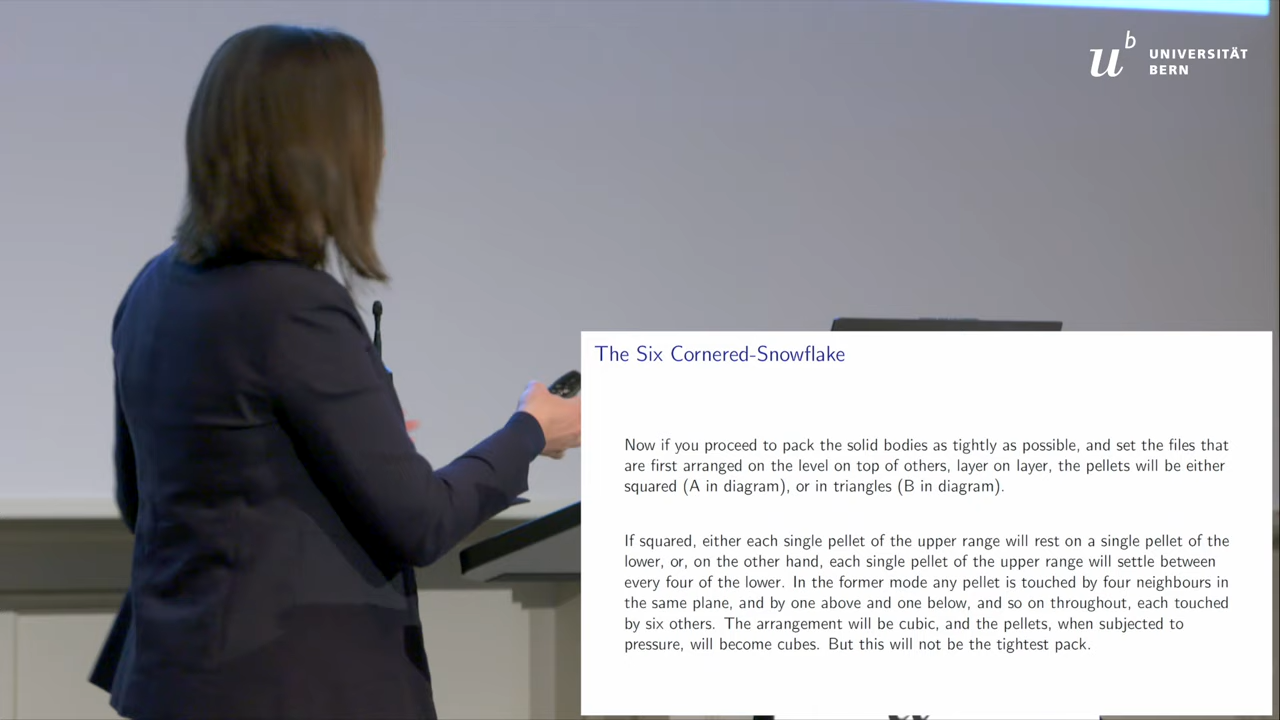 u^b UNIVERSITÄT
BERN
The Six Cornered-Snowflake
Now if you proceed to pack the solid bodies as tightly as possible, and set the files that
are first arranged on the level on top of others, layer on layer, the pellets will be either
squared (A in diagram), or in triangles (B in diagram).
If squared, either each single pellet of the upper range will rest on a single pellet of the
lower, or, on the other hand, each single pellet of the upper range will settle between
every four of the lower. In the former mode any pellet is touched by four neighbours in
the same plane, and by one above and one below, and so on throughout, each touched
by six others. The arrangement will be cubic, and the pellets, when subjected to
pressure, will become cubes. But this will not be the tightest pack.